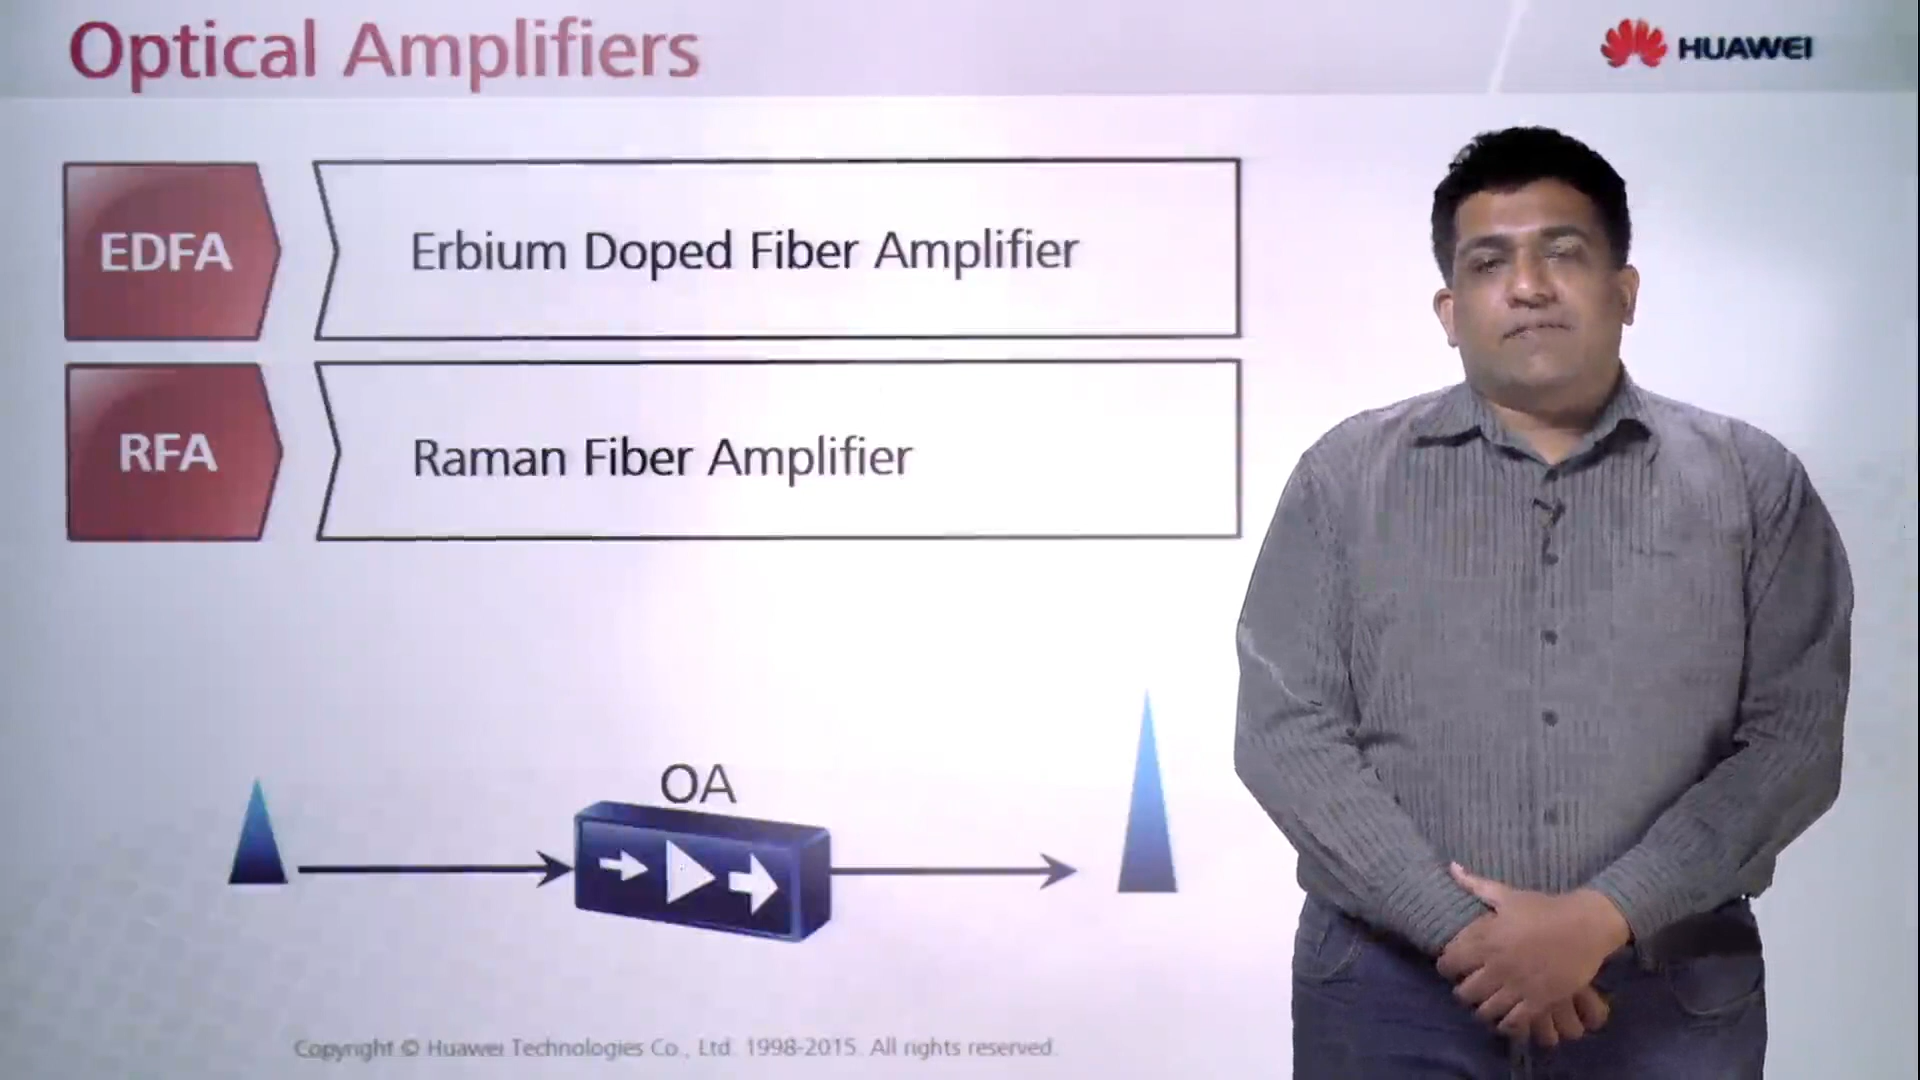 Optical Amplifiers
HUAWEI
EDFA
Erbium Doped Fiber Amplifier
RFA
Raman Fiber Amplifier
OA
Copyright © Huawei Technologies Co., Ltd. 1998-2015. All rights reserved.